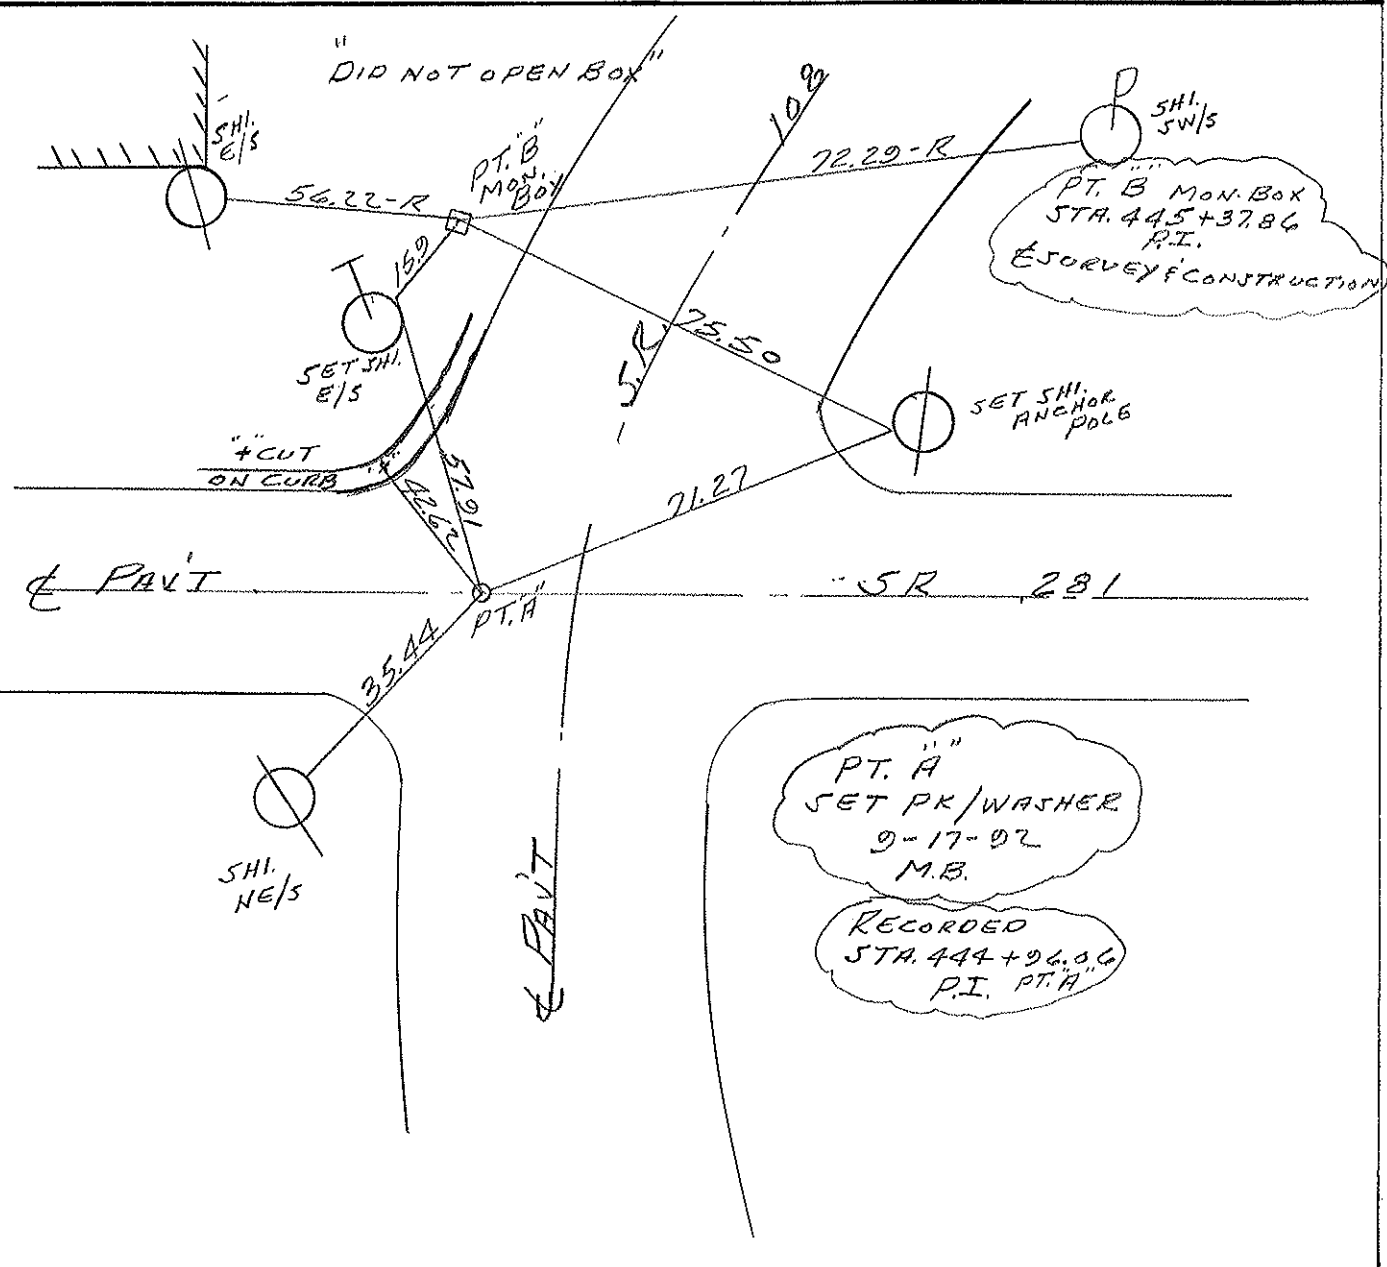 "DID NOT OPEN BOX"
SHI.
E/S
PT. "B"
MON.
BOX
56.22-R
72.29-R
109
SHI.
SW/S
PT. "B" MON. BOX
STA. 445+37.86
P.I.
℄ SURVEY & CONSTRUCTION
15.9
SET SHI.
E/S
S.R.
75.50
SET SHI.
ANCHOR
POLE
"+" CUT
ON CURB
"+"
57.91
42.62
71.27
℄ PAV'T
SR 281
PT. "A"
35.44
SHI.
NE/S
℄ PAV'T
PT. "A"
SET PK/WASHER
9-17-92
M.B.
RECORDED
STA. 444+96.06
P.I. PT. "A"